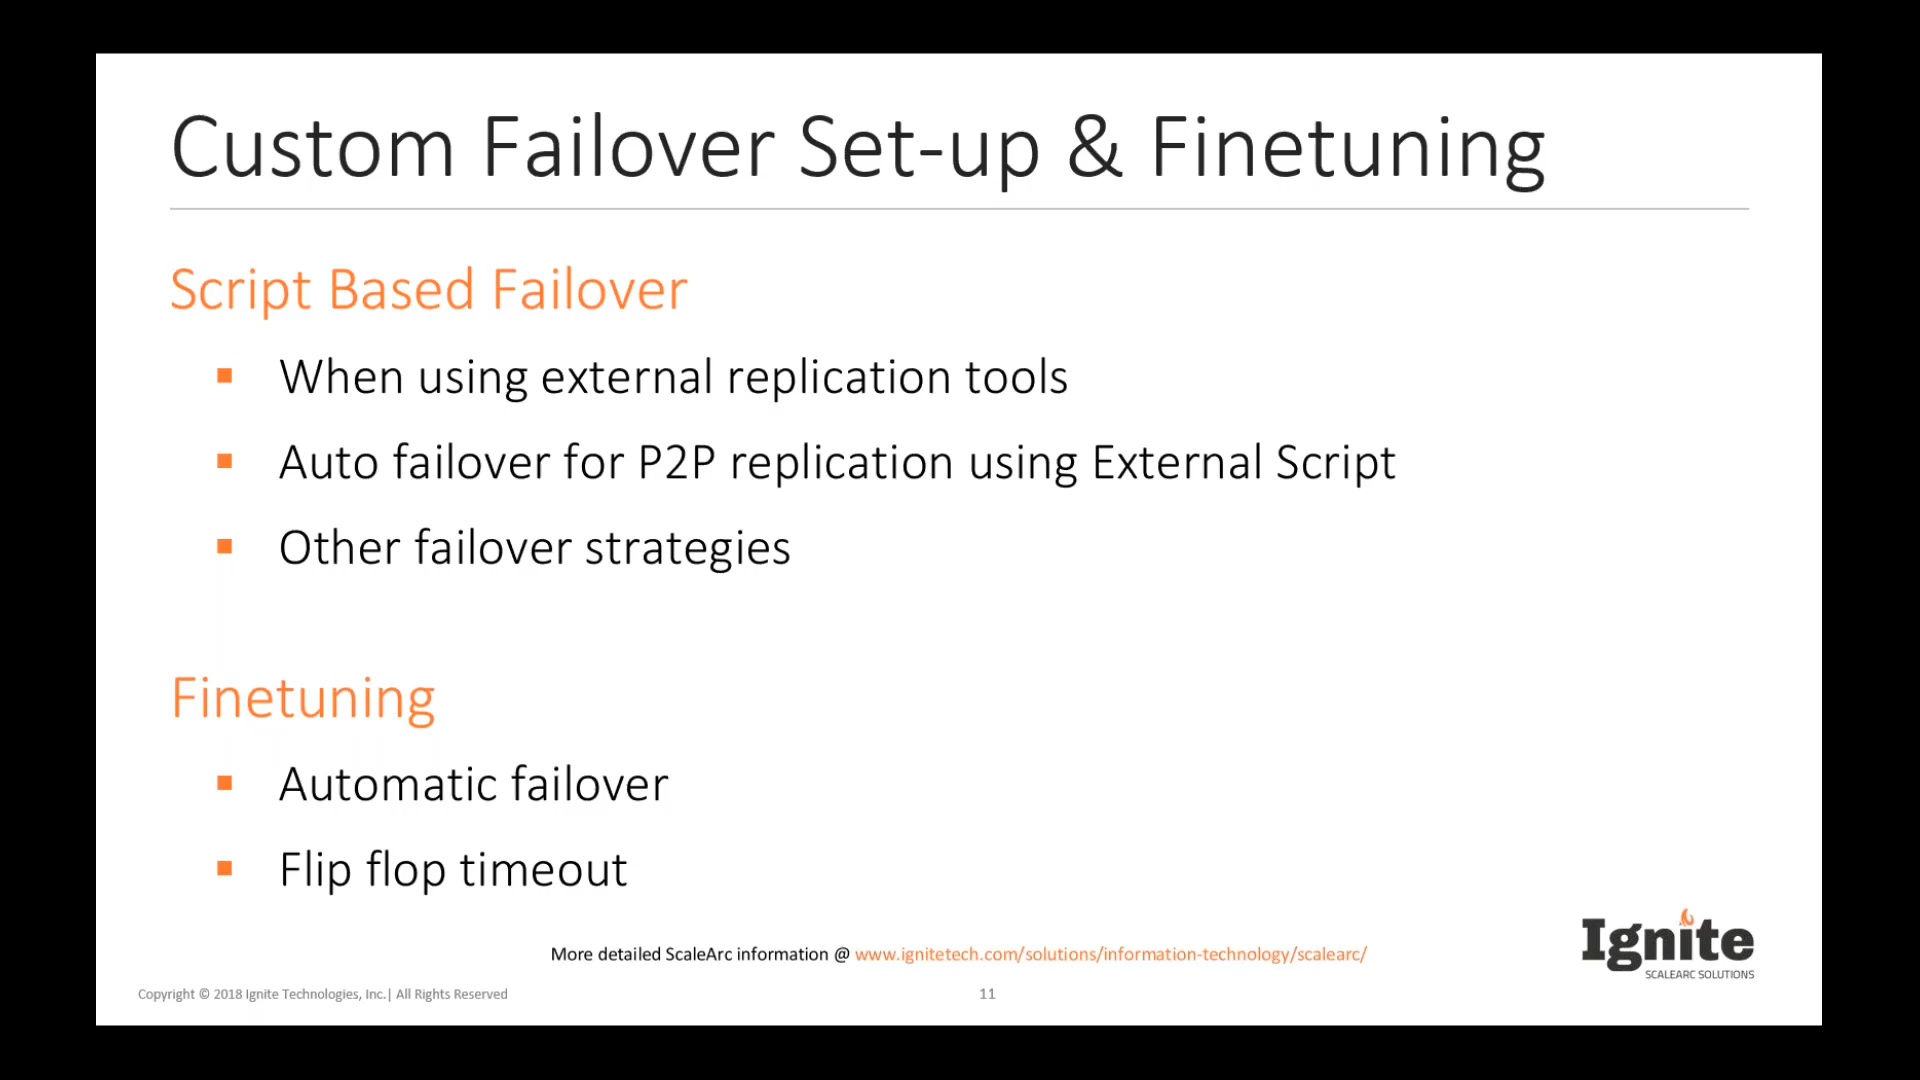 Custom Failover Set-up & Finetuning
Script Based Failover
▪ When using external replication tools
▪ Auto failover for P2P replication using External Script
▪ Other failover strategies
Finetuning
▪ Automatic failover
▪ Flip flop timeout
More detailed ScaleArc information @ www.ignitetech.com/solutions/information-technology/scalearc/
Ignite
SCALEARC SOLUTIONS
Copyright © 2018 Ignite Technologies, Inc.| All Rights Reserved
11